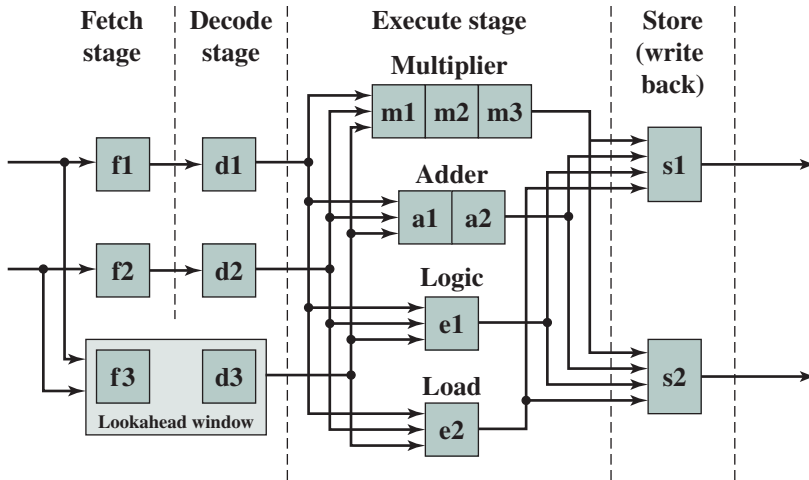 Fetch
stage
Decode
stage
Execute stage
Store
(write
back)
Multiplier
m1 m2 m3
f1
d1
s1
Adder
a1 a2
f2
d2
Logic
e1
f3
d3
s2
Load
e2
Lookahead window